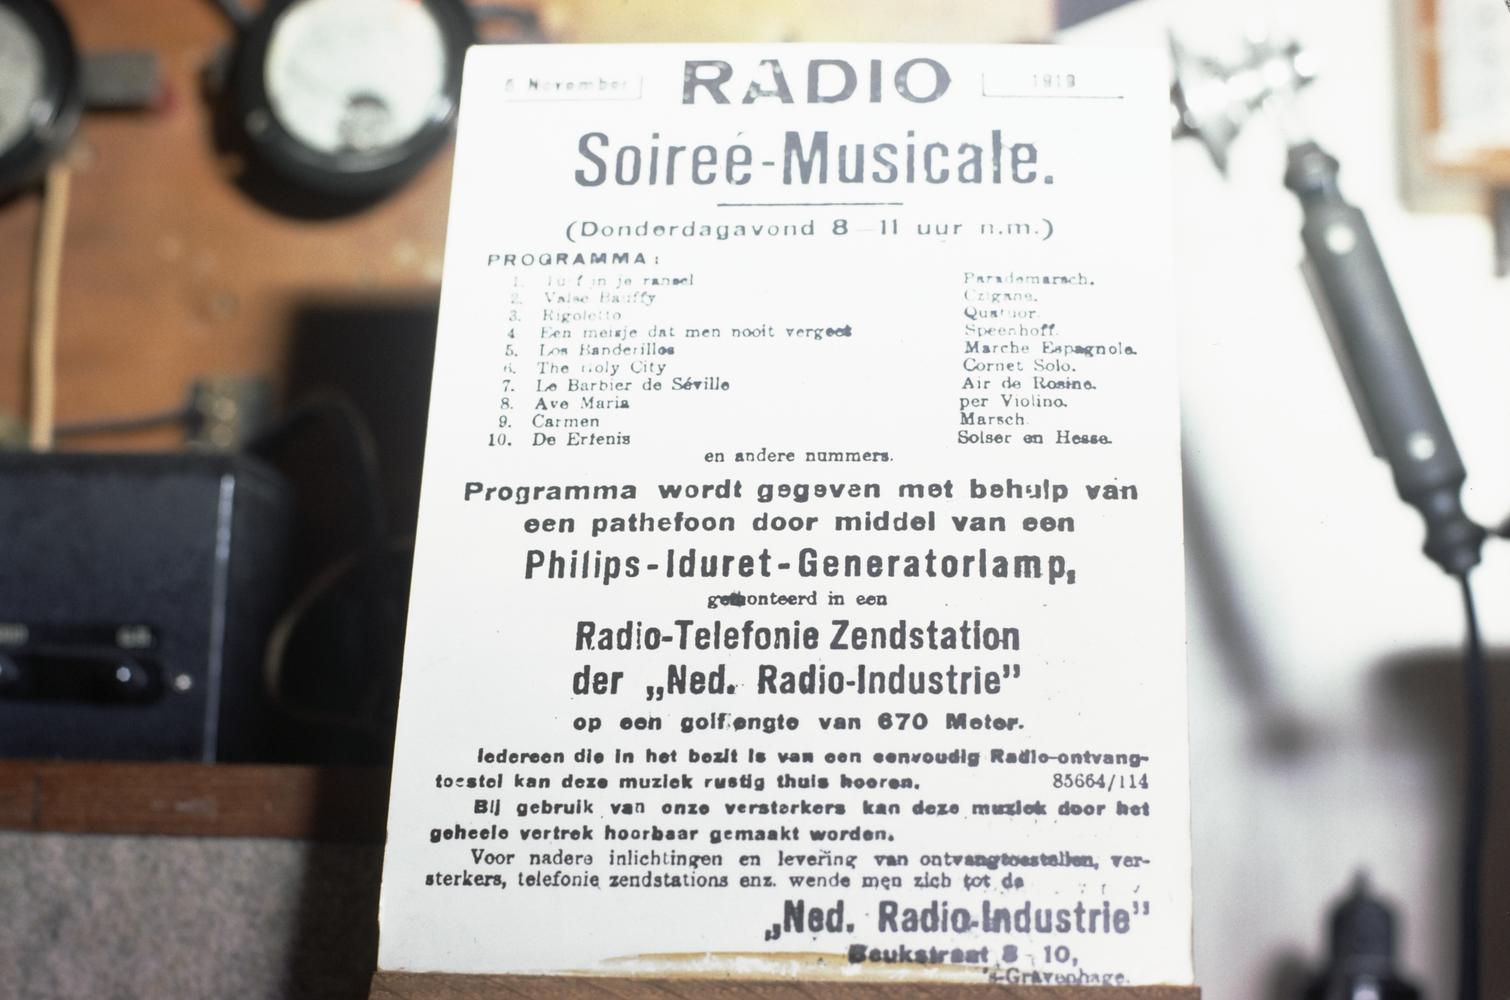 6 November RADIO 1919
Soireé-Musicale.
(Donderdagavond 8—11 uur n.m.)
PROGRAMMA:
1. Turf in je ransel Parademarsch.
2. Valse Bauffy Czigane.
3. Rigoletto Quatuor.
4 Een meisje dat men nooit vergeet Speenhoff.
5. Los Banderillos Marche Espagnole.
6. The Holy City Cornet Solo.
7. Le Barbier de Séville Air de Rosine.
8. Ave Maria per Violino.
9. Carmen Marsch.
10. De Ertenis Solser en Hesse.
en andere nummers.
Programma wordt gegeven met behulp van
een pathefoon door middel van een
Philips-Iduret-Generatorlamp,
gemonteerd in een
Radio-Telefonie Zendstation
der „Ned. Radio-Industrie”
op een golflengte van 670 Meter.
Iedereen die in het bezit is van een eenvoudig Radio-ontvang-
toestel kan deze muziek rustig thuis hooren. 85664/114
Bij gebruik van onze versterkers kan deze muziek door het
geheele vertrek hoorbaar gemaakt worden.
Voor nadere inlichtingen en levering van ontvangtoestellen, ver-
sterkers, telefonie zendstations enz. wende men zich tot de
„Ned. Radio-Industrie”
Beukstraat 8 - 10,
's-Gravenhage.